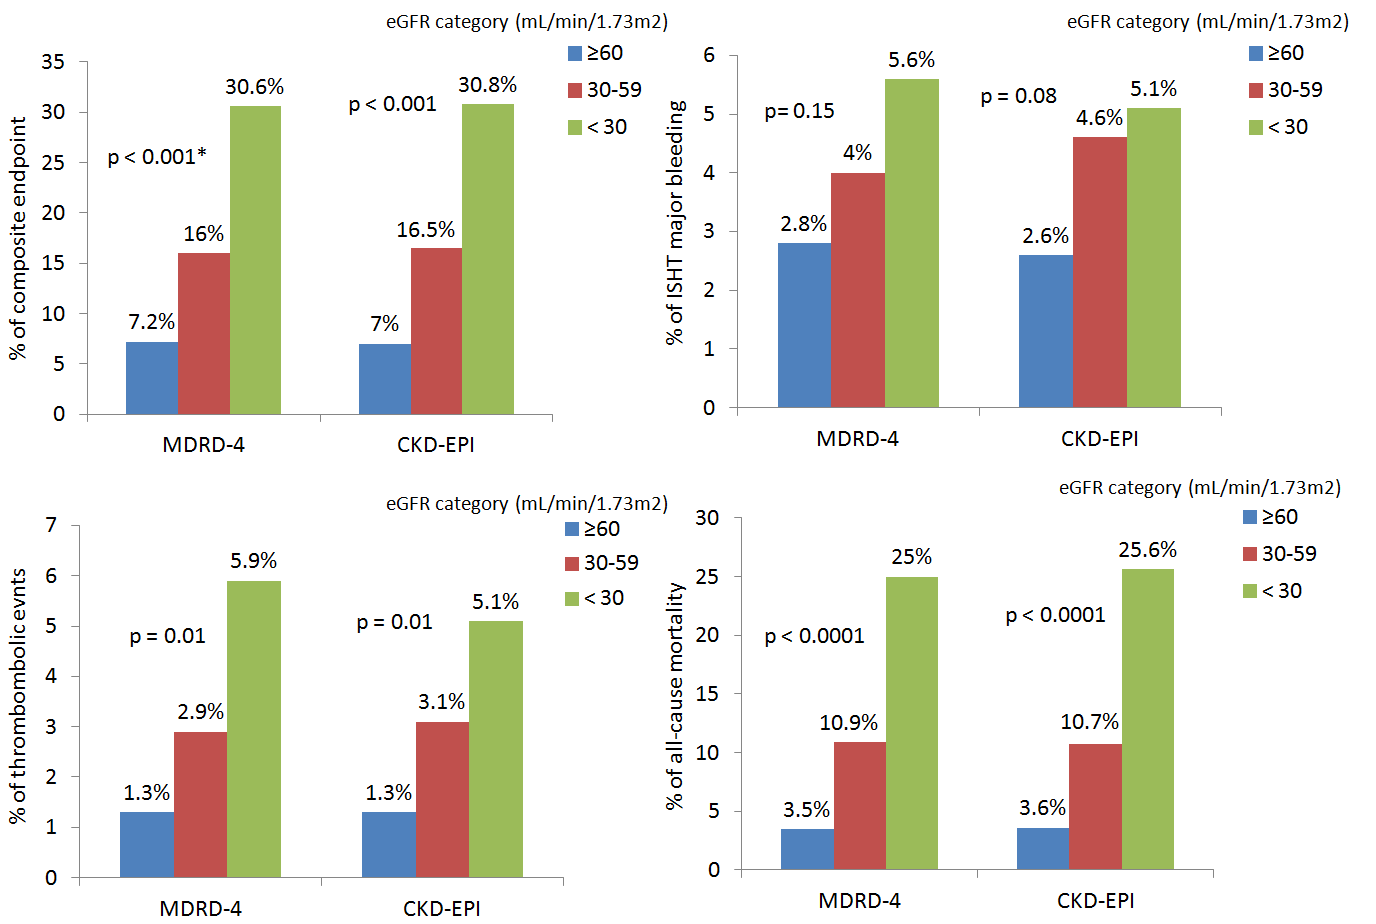 eGFR category (mL/min/1.73m2)
≥60
30-59
< 30
% of composite endpoint
35
30
25
20
15
10
5
0
p < 0.001*
7.2%
16%
30.6%
p < 0.001
7%
16.5%
30.8%
MDRD-4
CKD-EPI
eGFR category (mL/min/1.73m2)
≥60
30-59
< 30
% of ISHT major bleeding
6
5
4
3
2
1
0
p= 0.15
2.8%
4%
5.6%
p = 0.08
2.6%
4.6%
5.1%
MDRD-4
CKD-EPI
eGFR category (mL/min/1.73m2)
≥60
30-59
< 30
% of thrombombolic evnts
7
6
5
4
3
2
1
0
p = 0.01
1.3%
2.9%
5.9%
p = 0.01
1.3%
3.1%
5.1%
MDRD-4
CKD-EPI
eGFR category (mL/min/1.73m2)
≥60
30-59
< 30
% of all-cause mortality
30
25
20
15
10
5
0
p < 0.0001
3.5%
10.9%
25%
p < 0.0001
3.6%
10.7%
25.6%
MDRD-4
CKD-EPI